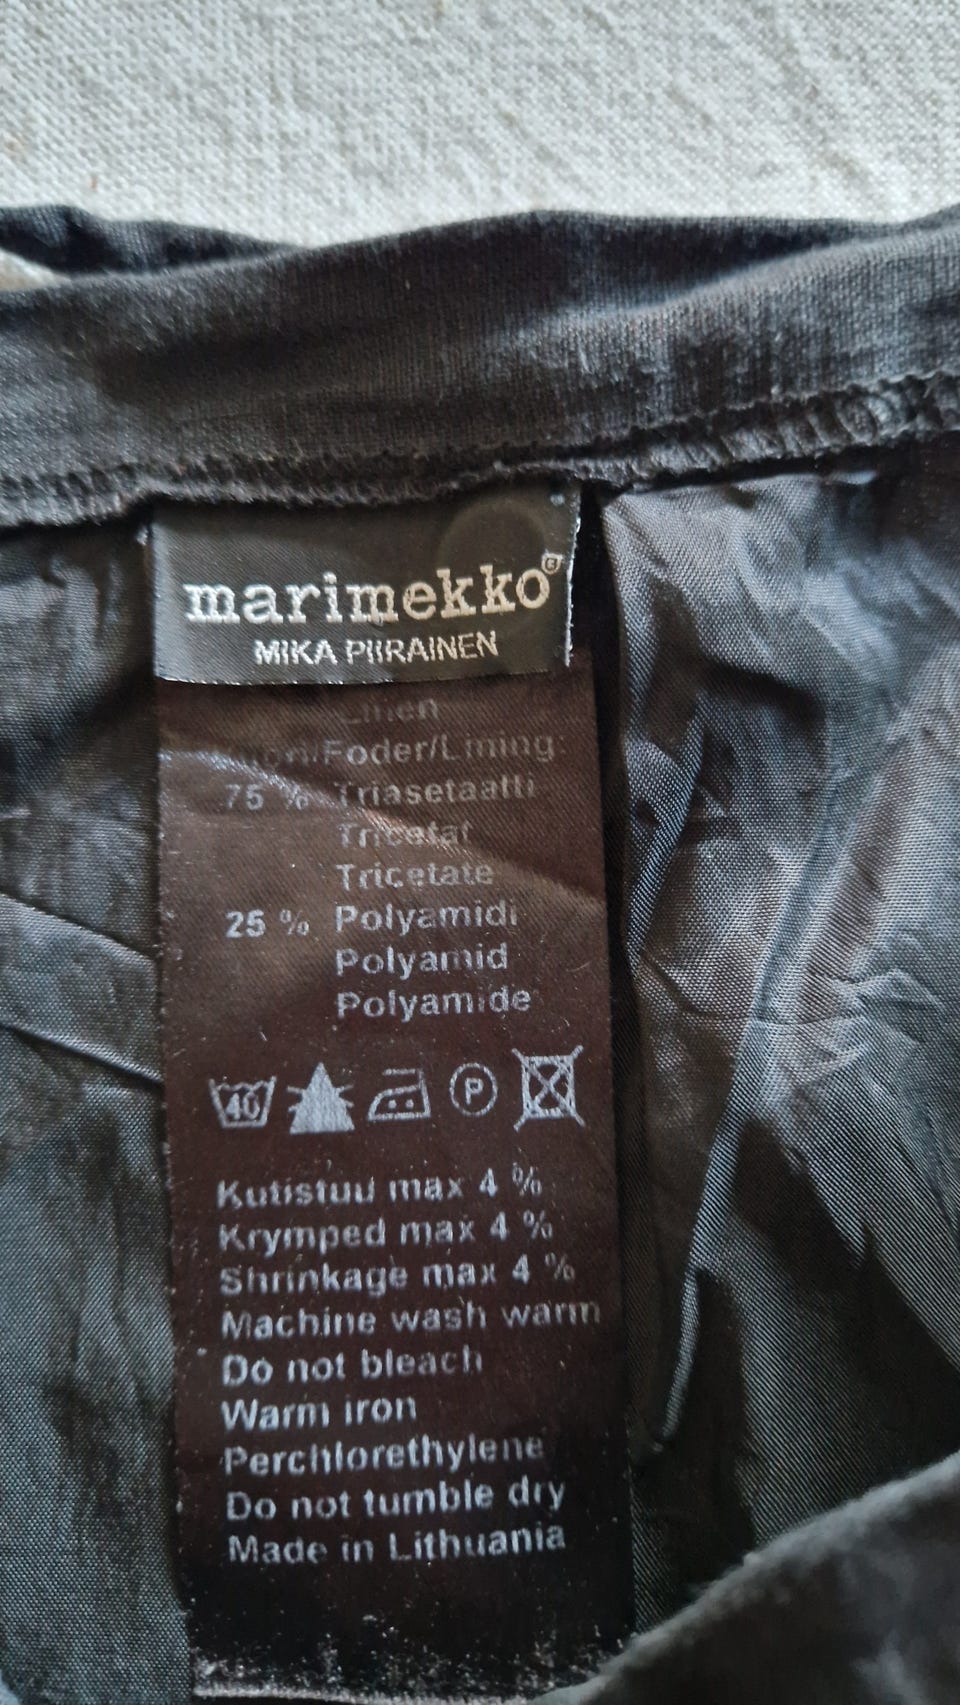 marimekko®
MIKA PIIRAINEN
Linen
Foder/Lining:
75 % Triasetaatti
Tricetat
Tricetate
25 % Polyamidi
Polyamid
Polyamide
40 P
Kutistuu max 4 %
Krymped max 4 %
Shrinkage max 4 %
Machine wash warm
Do not bleach
Warm iron
Perchlorethylene
Do not tumble dry
Made in Lithuania